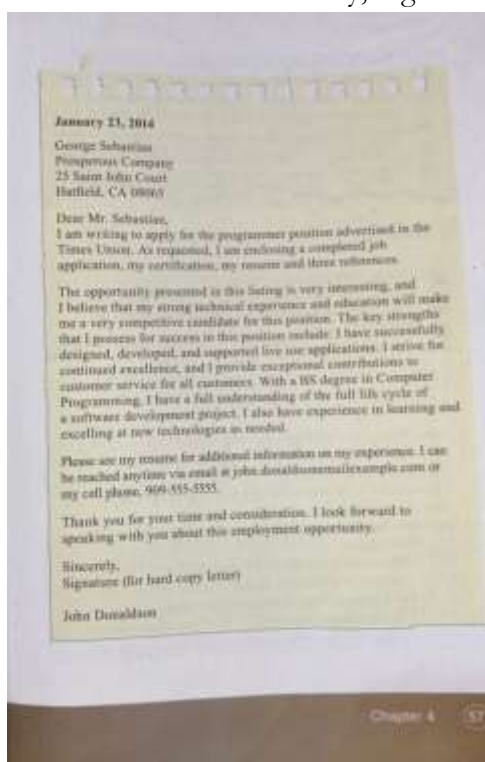 January 23, 2014
George Sebastian
Prosperous Company
25 Saint John Court
Hatfield, CA 08065
Dear Mr. Sebastian,
I am writing to apply for the programmer position advertised in the
Times Union. As requested, I am enclosing a completed job
application, my certification, my resume and three references.
The opportunity presented in this listing is very interesting, and
I believe that my strong technical experience and education will make
me a very competitive candidate for this position. The key strengths
that I possess for success in this position include: I have successfully
designed, developed, and supported live use applications. I strive for
continued excellence, and I provide exceptional contributions to
customer service for all customers. With a BS degree in Computer
Programming, I have a full understanding of the full life cycle of
a software development project. I also have experience in learning and
excelling at new technologies as needed.
Please see my resume for additional information on my experience. I can
be reached anytime via email at
my cell phone, 909-555-5555.
Thank you for your time and consideration. I look forward to
speaking with you about this employment opportunity.
Sincerely,
Signature (for hard copy letter)
John Donaldson
Chapter 4
57